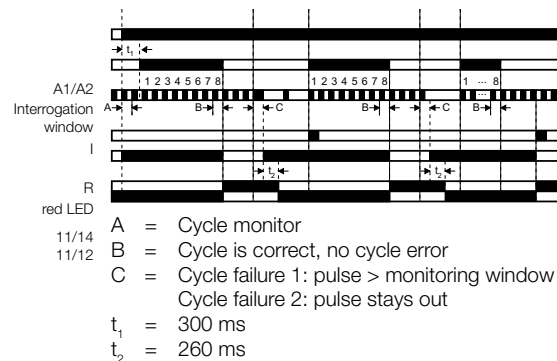 t₁
1 2 3 4 5 6 7 8
1 2 3 4 5 6 7 8
1 ... 8
A1/A2
Interrogation
window
A
B
C
B
C
B
...
I
t₂
t₂
R
red LED
11/14
11/12
A = Cycle monitor
B = Cycle is correct, no cycle error
C = Cycle failure 1: pulse > monitoring window
Cycle failure 2: pulse stays out
t₁ = 300 ms
t₂ = 260 ms